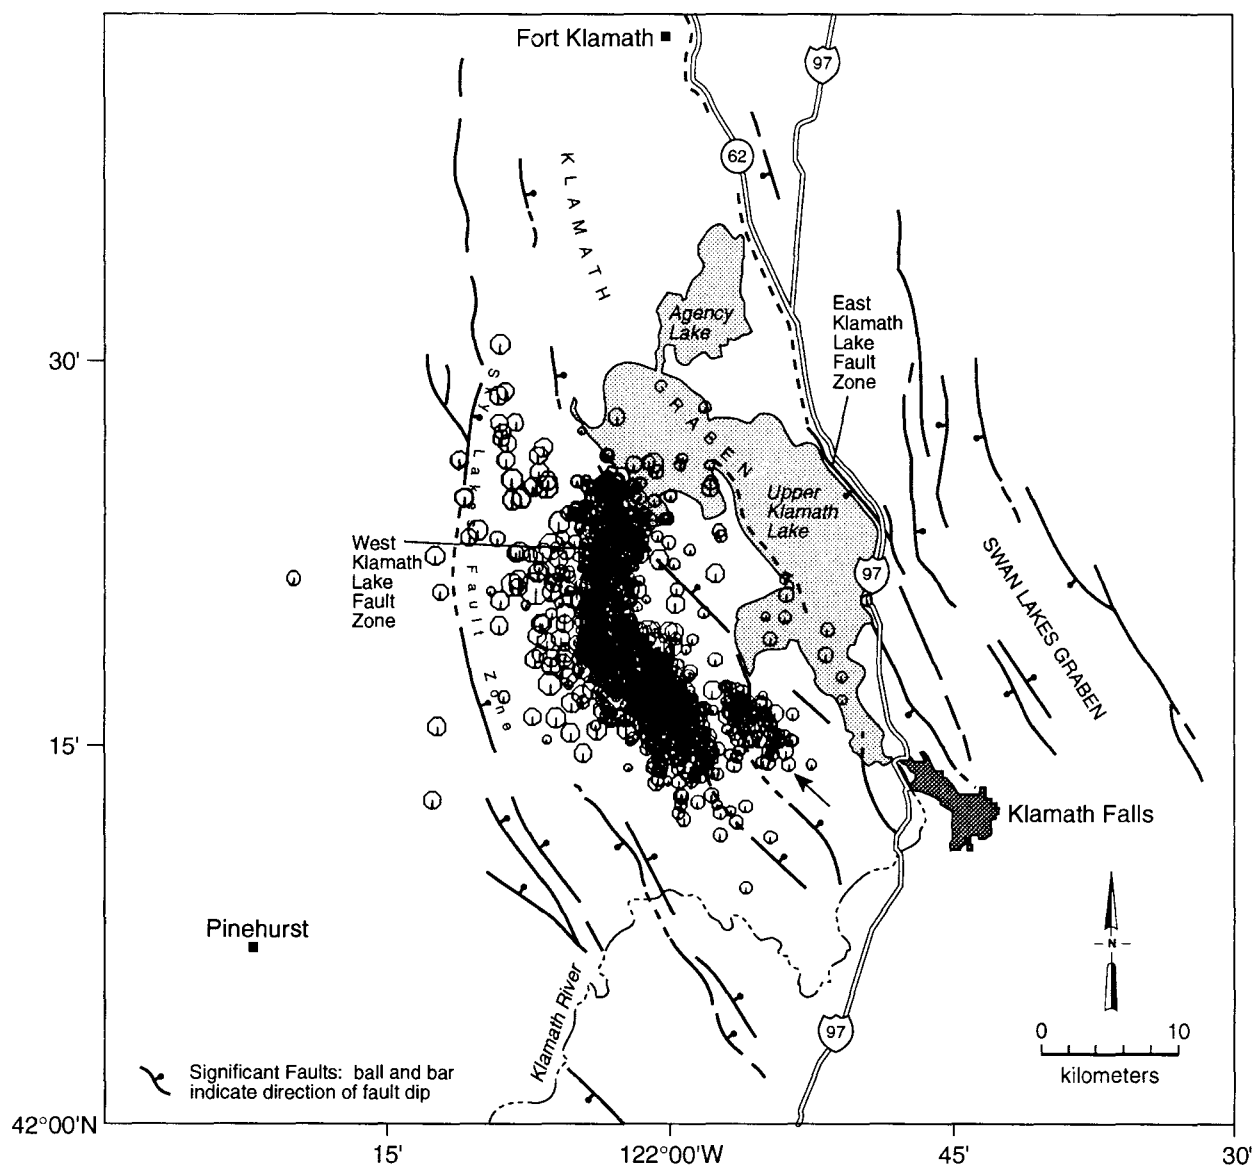 Fort Klamath
97
62
KLAMATH
Agency
Lake
East
Klamath
Lake
Fault
Zone
30'
GRABEN
Sky Lakes Fault Zone
Upper
Klamath
Lake
West
Klamath
Lake
Fault
Zone
97
SWAN LAKES GRABEN
15'
Klamath Falls
Pinehurst
N
Klamath River
97
0 10
kilometers
Significant Faults: ball and bar
indicate direction of fault dip
42°00'N
15' 122°00'W 45' 30'